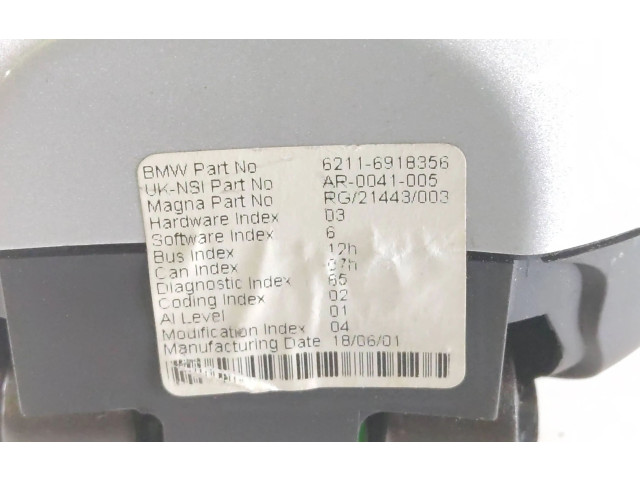 BMW Part No 6211-6918356
UK-NSI Part No AR-0041-005
Magna Part No RG/21443/003
Hardware Index 03
Software Index 6
Bus Index 12h
Can Index 07h
Diagnostic Index 65
Coding Index 02
AI Level 01
Modification Index 04
Manufacturing Date 18/06/01